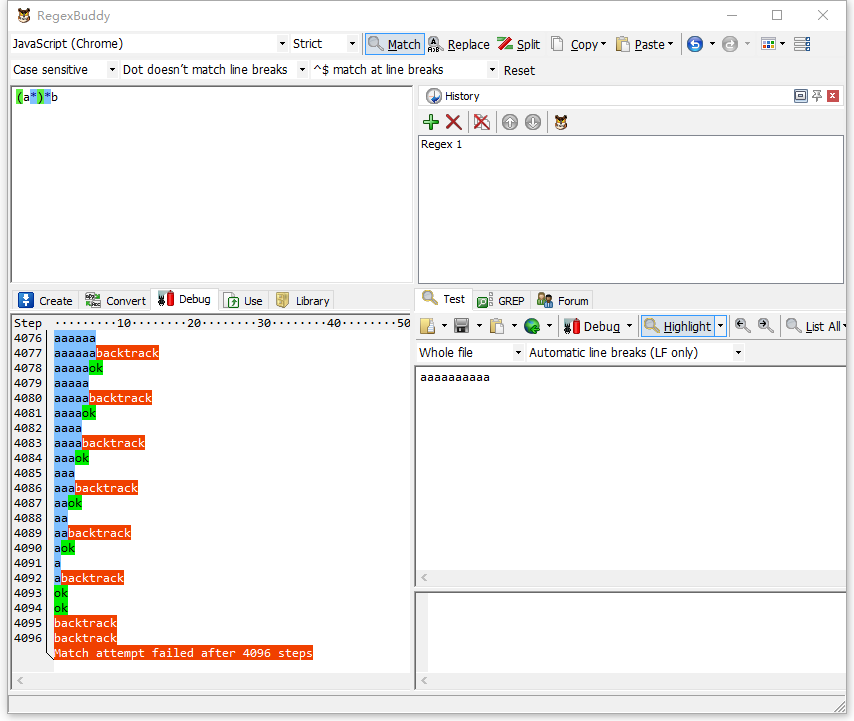 RegexBuddy
JavaScript (Chrome) Strict Match Replace Split Copy Paste
Case sensitive Dot doesn't match line breaks ^$ match at line breaks Reset
(a*)*b
History
Regex 1
Create Convert Debug Use Library
Test GREP Forum
Debug Highlight List All
Whole file Automatic line breaks (LF only)
aaaaaaaaaa
Step ·········10········20········30········40········50
4076 aaaaaa
4077 aaaaaabacktrack
4078 aaaaaok
4079 aaaaa
4080 aaaaabacktrack
4081 aaaaok
4082 aaaa
4083 aaaabacktrack
4084 aaaok
4085 aaa
4086 aaabacktrack
4087 aaok
4088 aa
4089 aabacktrack
4090 aok
4091 a
4092 abacktrack
4093 ok
4094 ok
4095 backtrack
4096 backtrack
Match attempt failed after 4096 steps